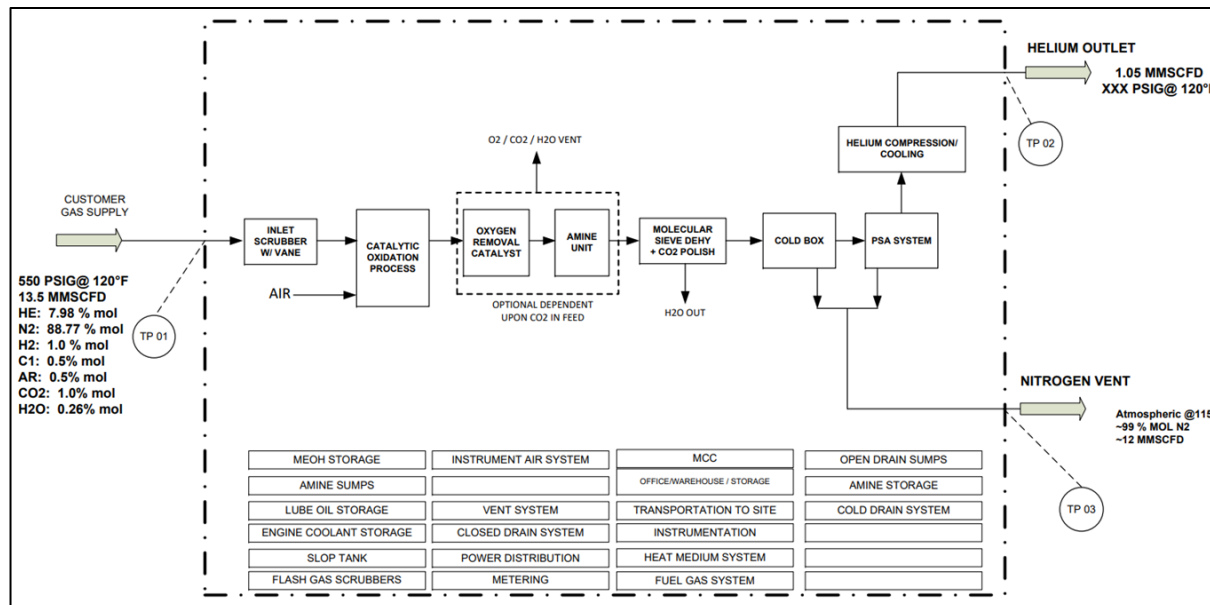 HELIUM OUTLET
1.05 MMSCFD
XXX PSIG@ 120°F
TP 02
HELIUM COMPRESSION/
COOLING
O2 / CO2 / H2O VENT
CUSTOMER
GAS SUPPLY
INLET
SCRUBBER
W/ VANE
CATALYTIC
OXIDATION
PROCESS
AIR
OXYGEN
REMOVAL
CATALYST
AMINE
UNIT
OPTIONAL DEPENDENT
UPON CO2 IN FEED
MOLECULAR
SIEVE DEHY
+ CO2 POLISH
H2O OUT
COLD BOX
PSA SYSTEM
550 PSIG@ 120°F
13.5 MMSCFD
HE: 7.98 % mol
N2: 88.77 % mol
H2: 1.0 % mol
C1: 0.5% mol
AR: 0.5% mol
CO2: 1.0% mol
H2O: 0.26% mol
TP 01
NITROGEN VENT
Atmospheric @115
~99 % MOL N2
~12 MMSCFD
TP 03
MEOH STORAGE
INSTRUMENT AIR SYSTEM
MCC
OPEN DRAIN SUMPS
AMINE SUMPS
OFFICE/WAREHOUSE / STORAGE
AMINE STORAGE
LUBE OIL STORAGE
VENT SYSTEM
TRANSPORTATION TO SITE
COLD DRAIN SYSTEM
ENGINE COOLANT STORAGE
CLOSED DRAIN SYSTEM
INSTRUMENTATION
SLOP TANK
POWER DISTRIBUTION
HEAT MEDIUM SYSTEM
FLASH GAS SCRUBBERS
METERING
FUEL GAS SYSTEM